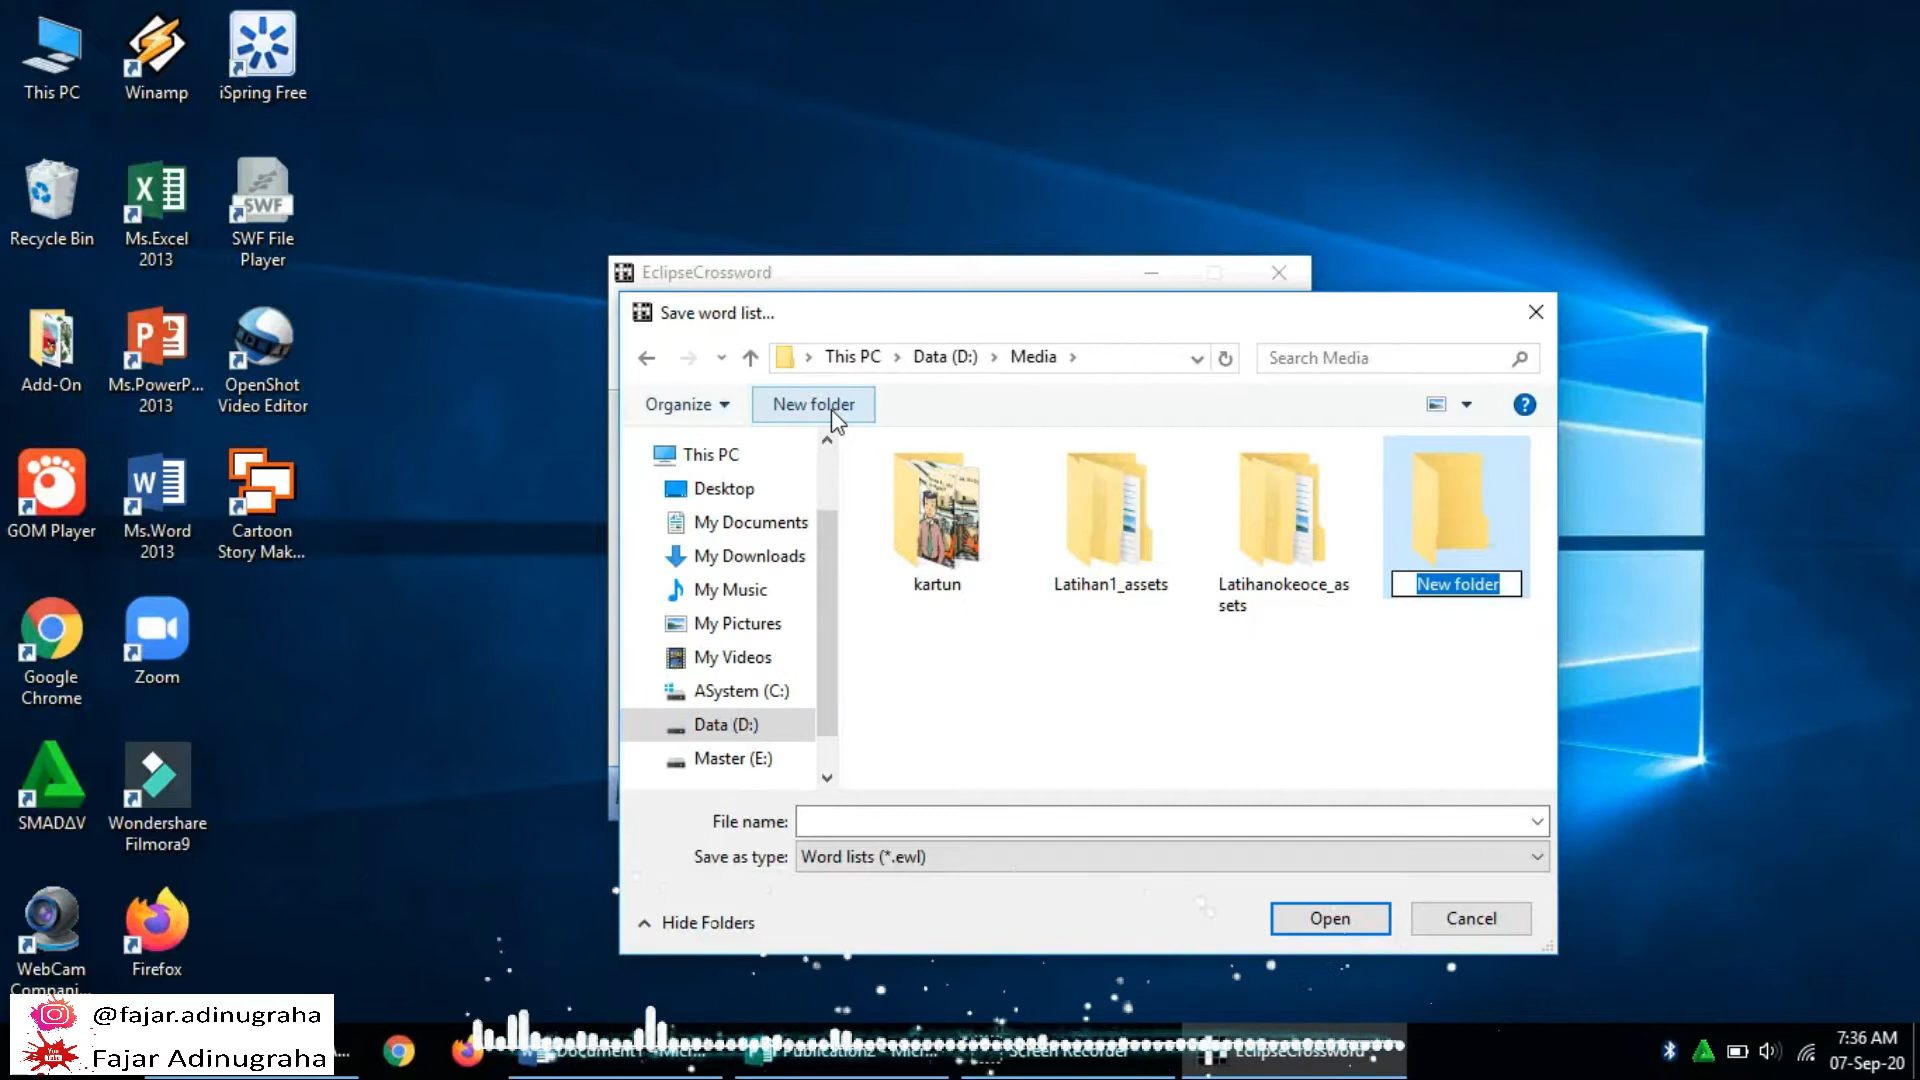 This PC
Winamp
iSpring Free
Recycle Bin
Ms.Excel
2013
SWF
SWF File
Player
Add-On
Ms.PowerP...
2013
OpenShot
Video Editor
GOM Player
Ms.Word
2013
Cartoon
Story Mak...
Google
Chrome
Zoom
SMADΔV
Wondershare
Filmora9
WebCam
Compani...
Firefox
@fajar.adinugraha
Fajar Adinugraha
EclipseCrossword
Save word list...
This PC
Data (D:)
Media
Search Media
Organize
New folder
This PC
Desktop
My Documents
My Downloads
My Music
My Pictures
My Videos
ASystem (C:)
Data (D:)
Master (E:)
kartun
Latihan1_assets
Latihanokeoce_as
sets
New folder
File name:
Save as type:
Word lists (*.ewl)
Hide Folders
Open
Cancel
Document1 - Micr...
Publication2 - Micr...
Screen Recorder
EclipseCrossword
7:36 AM
07-Sep-20